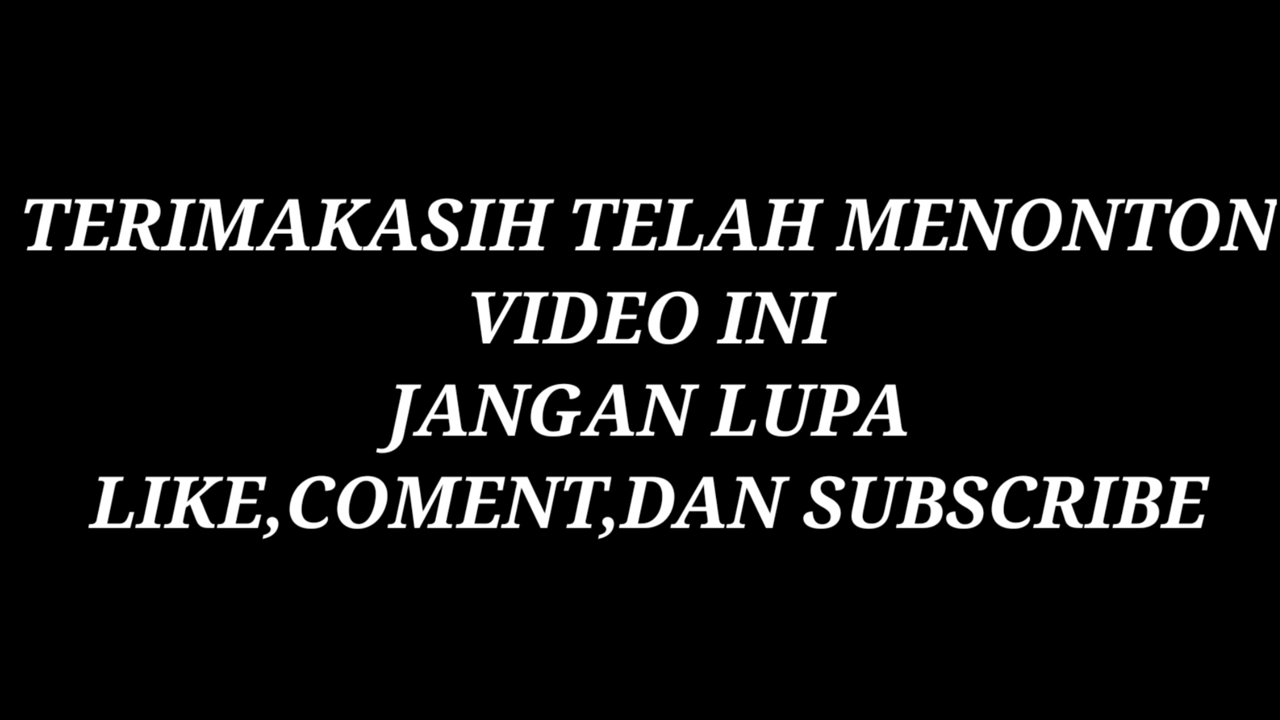 TERIMAKASIH TELAH MENONTON
VIDEO INI
JANGAN LUPA
LIKE,COMENT,DAN SUBSCRIBE